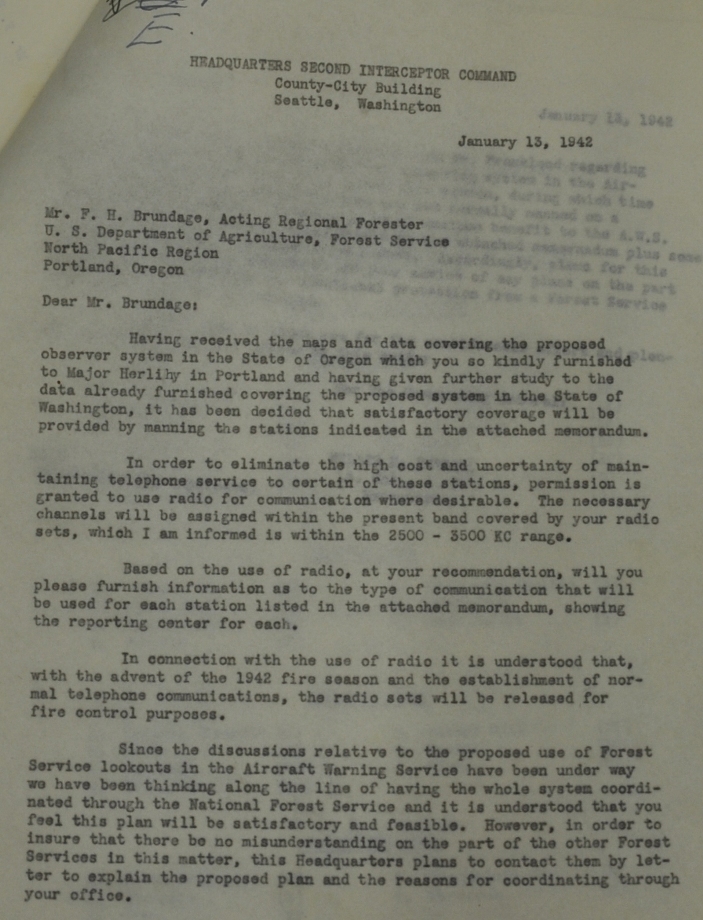 E.
HEADQUARTERS SECOND INTERCEPTOR COMMAND
County-City Building
Seattle, Washington
January 13, 1942
January 13, 1942
Mr. F. H. Brundage, Acting Regional Forester
U. S. Department of Agriculture, Forest Service
North Pacific Region
Portland, Oregon
Dear Mr. Brundage:
Having received the maps and data covering the proposed
observer system in the State of Oregon which you so kindly furnished
to Major Herlihy in Portland and having given further study to the
data already furnished covering the proposed system in the State of
Washington, it has been decided that satisfactory coverage will be
provided by manning the stations indicated in the attached memorandum.
In order to eliminate the high cost and uncertainty of main-
taining telephone service to certain of these stations, permission is
granted to use radio for communication where desirable. The necessary
channels will be assigned within the present band covered by your radio
sets, which I am informed is within the 2500 - 3500 KC range.
Based on the use of radio, at your recommendation, will you
please furnish information as to the type of communication that will
be used for each station listed in the attached memorandum, showing
the reporting center for each.
In connection with the use of radio it is understood that,
with the advent of the 1942 fire season and the establishment of nor-
mal telephone communications, the radio sets will be released for
fire control purposes.
Since the discussions relative to the proposed use of Forest
Service lookouts in the Aircraft Warning Service have been under way
we have been thinking along the line of having the whole system coordi-
nated through the National Forest Service and it is understood that you
feel this plan will be satisfactory and feasible. However, in order to
insure that there be no misunderstanding on the part of the other Forest
Services in this matter, this Headquarters plans to contact them by let-
ter to explain the proposed plan and the reasons for coordinating through
your office.